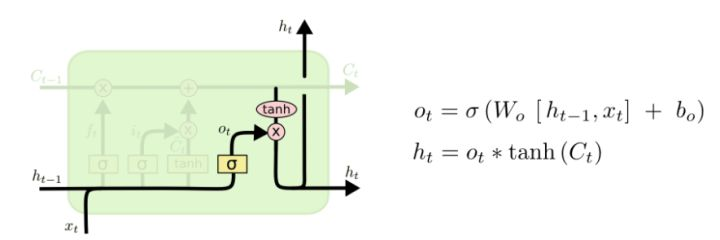 h_t
C_{t-1}
C_t
x
+
tanh
f_t
i_t
x
o_t
x
C̃_t
σ
σ
tanh
σ
h_{t-1}
h_t
x_t
o_t = σ (W_o [h_{t-1}, x_t] + b_o)
h_t = o_t * tanh (C_t)